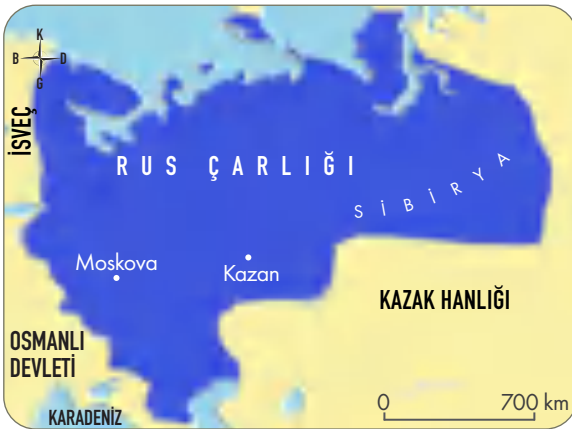 K
B D
G
İSVEÇ
RUS ÇARLIĞI
SİBİRYA
Moskova
Kazan
KAZAK HANLIĞI
OSMANLI
DEVLETİ
KARADENİZ
0 700 km